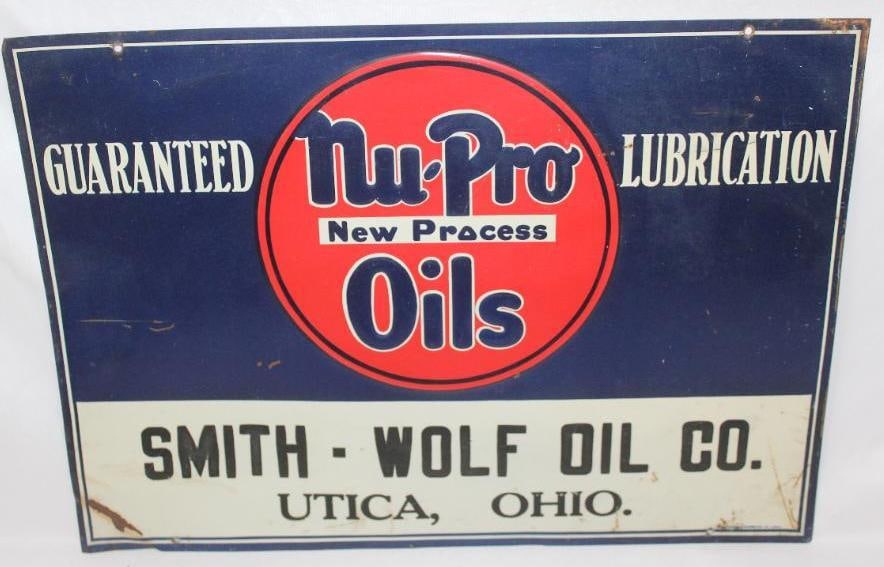 GUARANTEED
Nu-Pro
New Process
Oils
LUBRICATION
SMITH - WOLF OIL CO.
UTICA, OHIO.